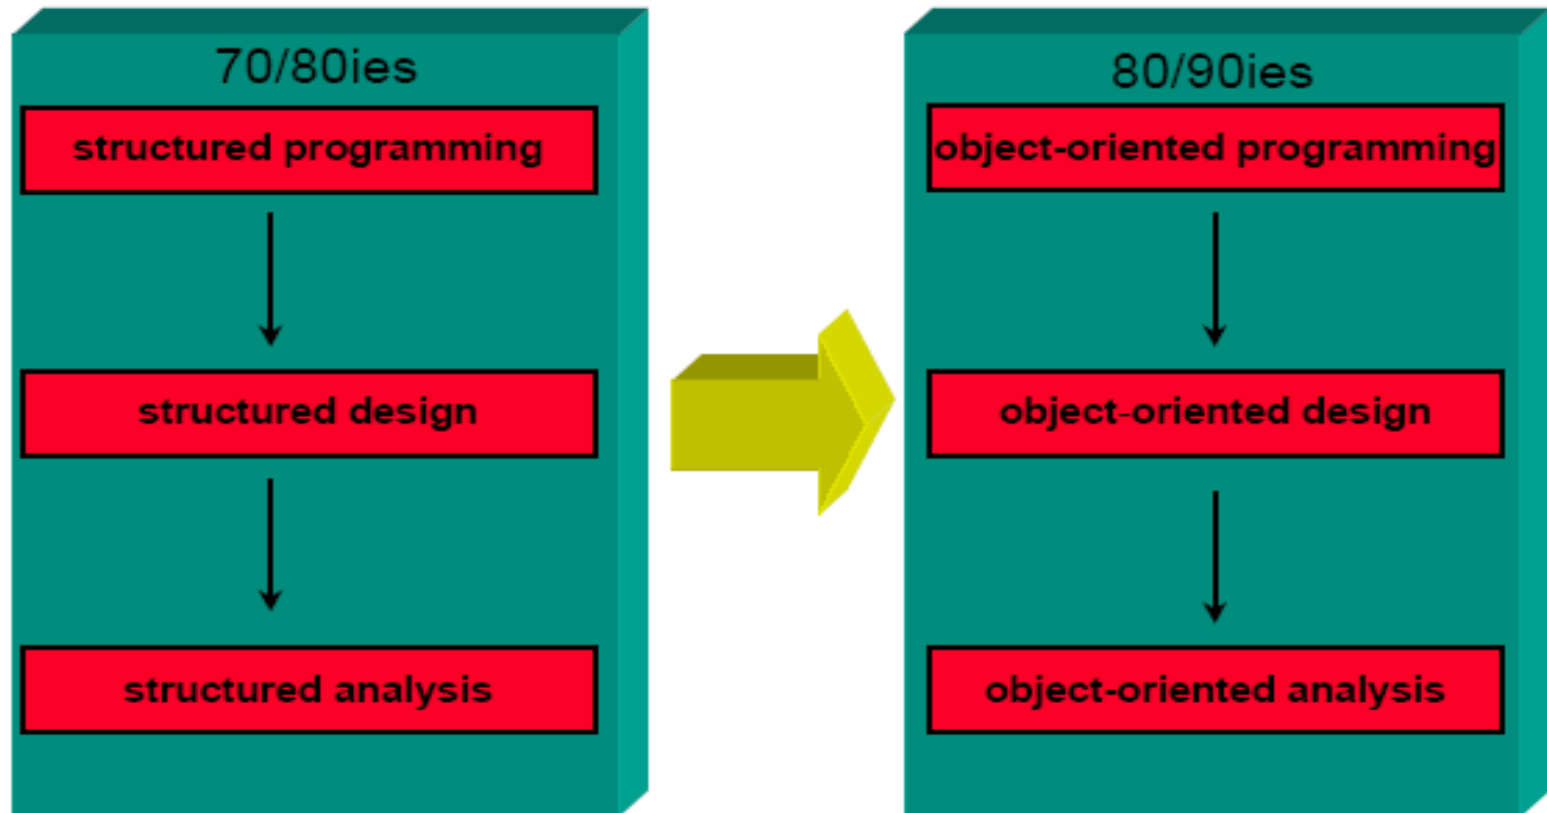 70/80ies
structured programming
structured design
structured analysis
80/90ies
object-oriented programming
object-oriented design
object-oriented analysis